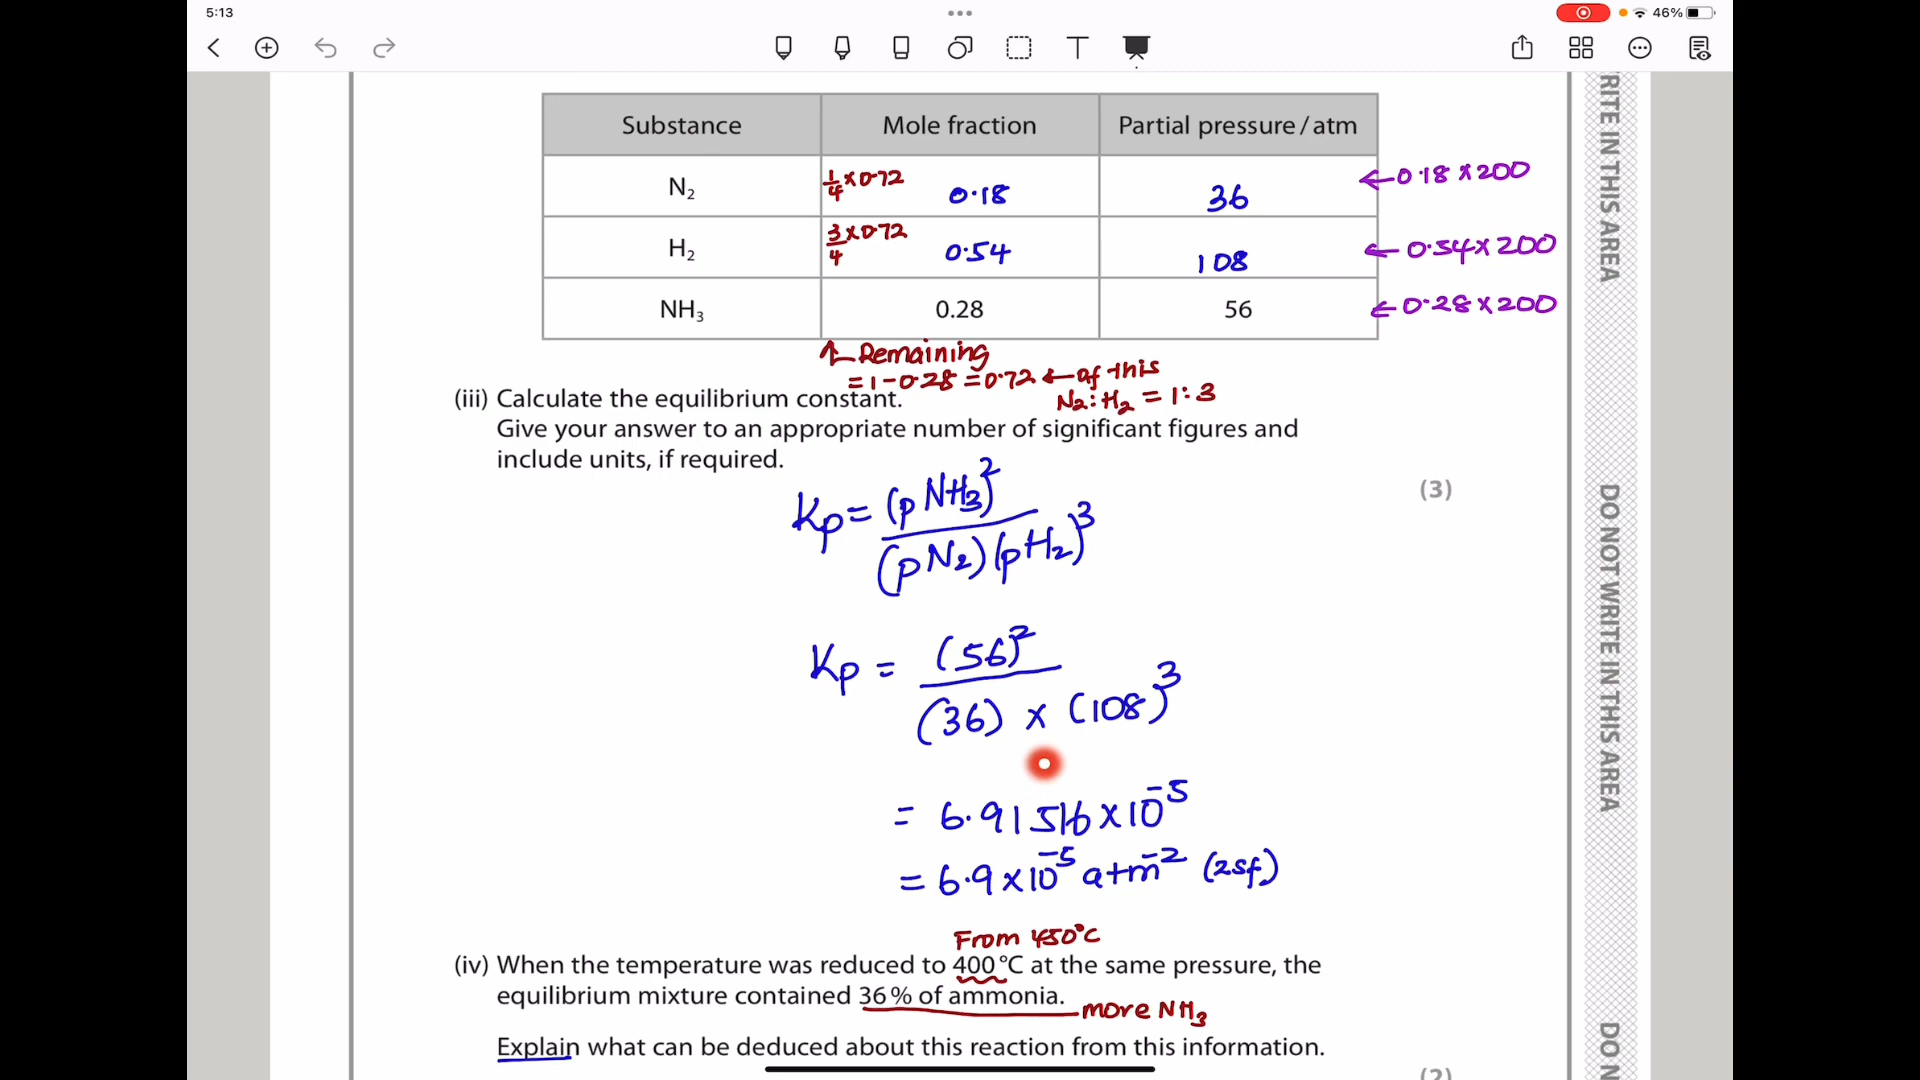 5:13
46%
Substance Mole fraction Partial pressure/atm
N₂ ¼×0.72 0.18 36 ←0.18×200
H₂ ¾×0.72 0.54 108 ←0.54×200
NH₃ 0.28 56 ←0.28×200
↑Remaining
=1-0.28=0.72 ←of this
N₂:H₂ = 1:3
(iii) Calculate the equilibrium constant.
Give your answer to an appropriate number of significant figures and
include units, if required.
(3)
Kp=(pNH₃)²
(pN₂)(pH₂)³
Kp = (56)²
(36) × (108)³
= 6.91516×10⁻⁵
= 6.9×10⁻⁵ atm⁻² (2sf)
From 450°C
(iv) When the temperature was reduced to 400°C at the same pressure, the
equilibrium mixture contained 36% of ammonia.
more NH₃
Explain what can be deduced about this reaction from this information.
(2)
RITE IN THIS AREA
DO NOT WRITE IN THIS AREA
DO N